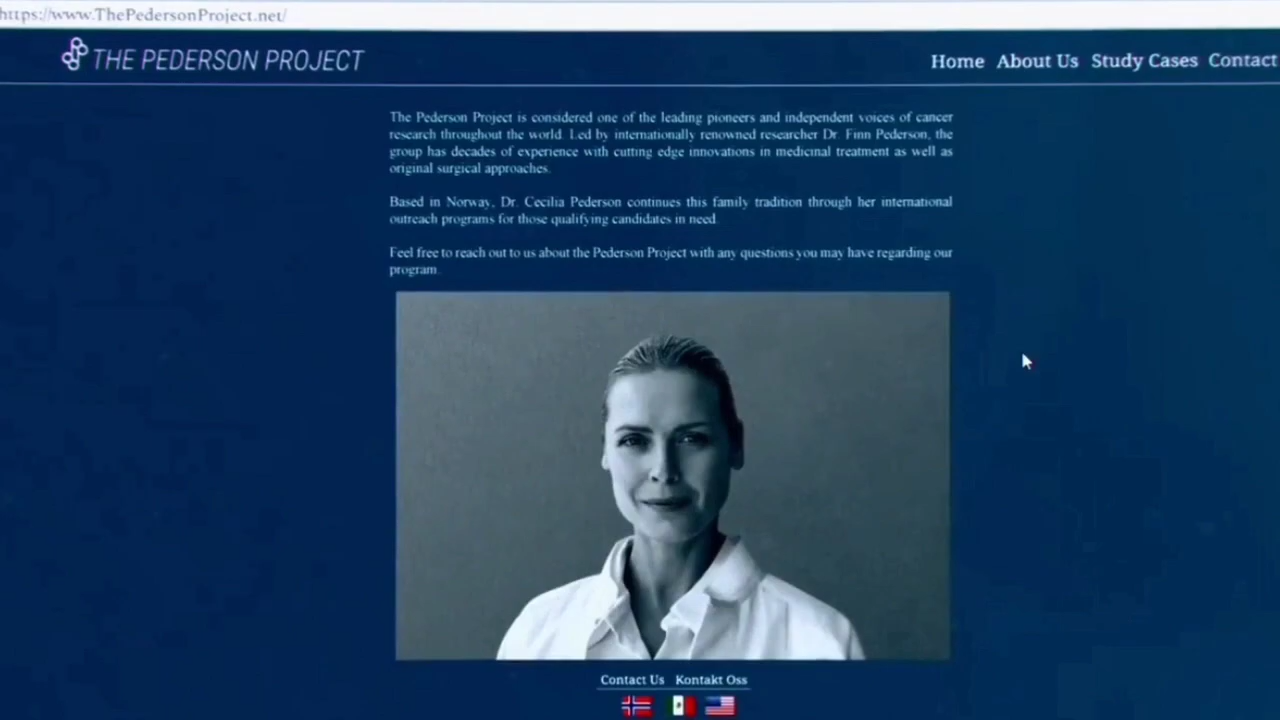 https://www.ThePedersonProject.net/
THE PEDERSON PROJECT
Home About Us Study Cases Contact
The Pederson Project is considered one of the leading pioneers and independent voices of cancer
research throughout the world. Led by internationally renowned researcher Dr. Finn Pederson, the
group has decades of experience with cutting edge innovations in medicinal treatment as well as
original surgical approaches.
Based in Norway, Dr. Cecilia Pederson continues this family tradition through her international
outreach programs for those qualifying candidates in need.
Feel free to reach out to us about the Pederson Project with any questions you may have regarding our
program.
Contact Us Kontakt Oss